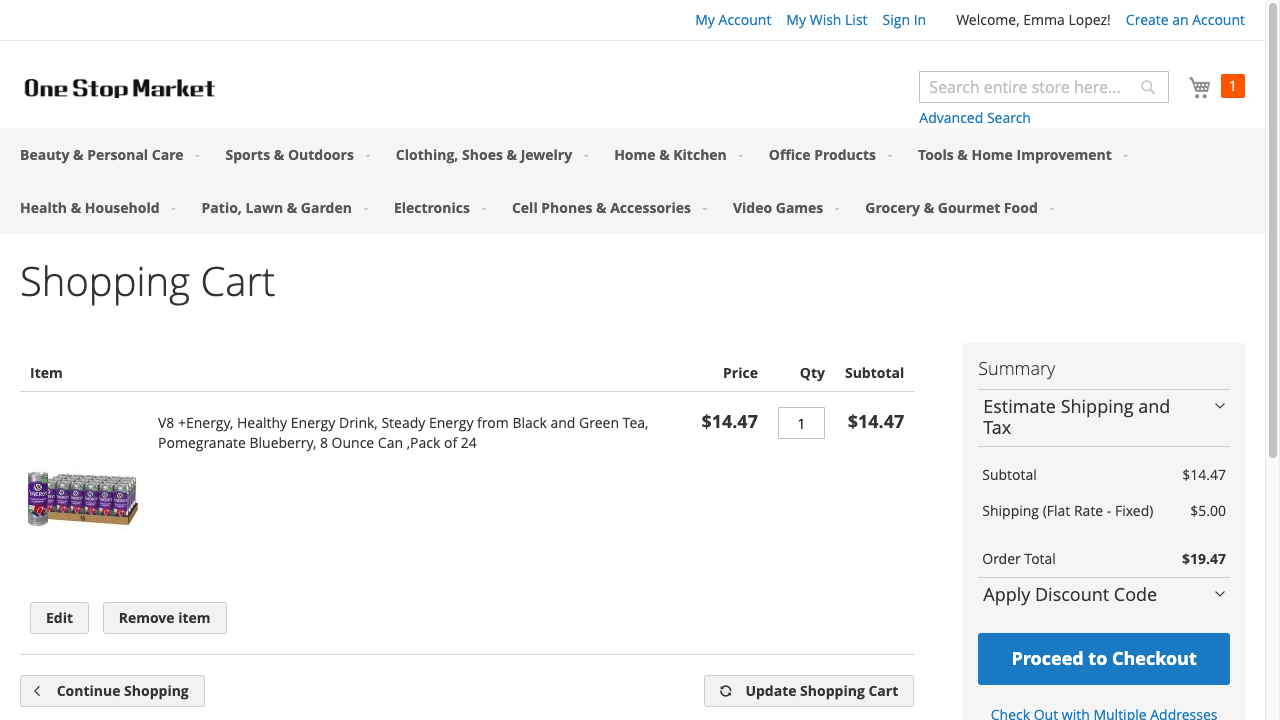 My Account My Wish List Sign In Welcome, Emma Lopez! Create an Account
One Stop Market
Search entire store here...
1
Advanced Search
Beauty & Personal Care Sports & Outdoors Clothing, Shoes & Jewelry Home & Kitchen Office Products Tools & Home Improvement
Health & Household Patio, Lawn & Garden Electronics Cell Phones & Accessories Video Games Grocery & Gourmet Food
Shopping Cart
Item Price Qty Subtotal
V8 +Energy, Healthy Energy Drink, Steady Energy from Black and Green Tea,
Pomegranate Blueberry, 8 Ounce Can ,Pack of 24
$14.47 1 $14.47
ENERGY
Edit Remove item
Continue Shopping Update Shopping Cart
Summary
Estimate Shipping and
Tax
Subtotal $14.47
Shipping (Flat Rate - Fixed) $5.00
Order Total $19.47
Apply Discount Code
Proceed to Checkout
Check Out with Multiple Addresses